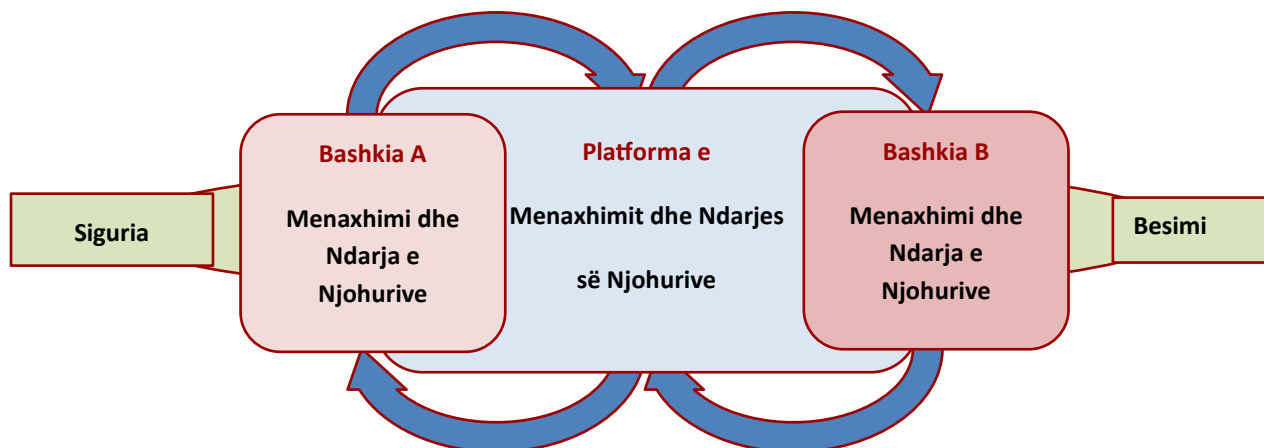 Siguria
Bashkia A
Menaxhimi dhe
Ndarja e
Njohurive
Platforma e
Menaxhimit dhe Ndarjes
së Njohurive
Bashkia B
Menaxhimi dhe
Ndarja e
Njohurive
Besimi